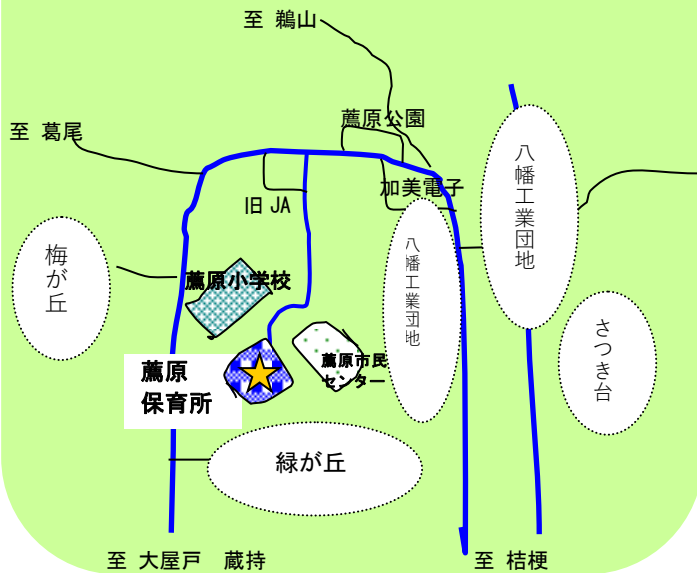 至 鵜山
薦原公園
至 葛尾
加美電子
旧 JA
八幡工業団地
八幡工業団地
梅が丘
薦原小学校
さつき台
薦原
保育所
薦原市民
センター
緑が丘
至 大屋戸 蔵持
至 桔梗